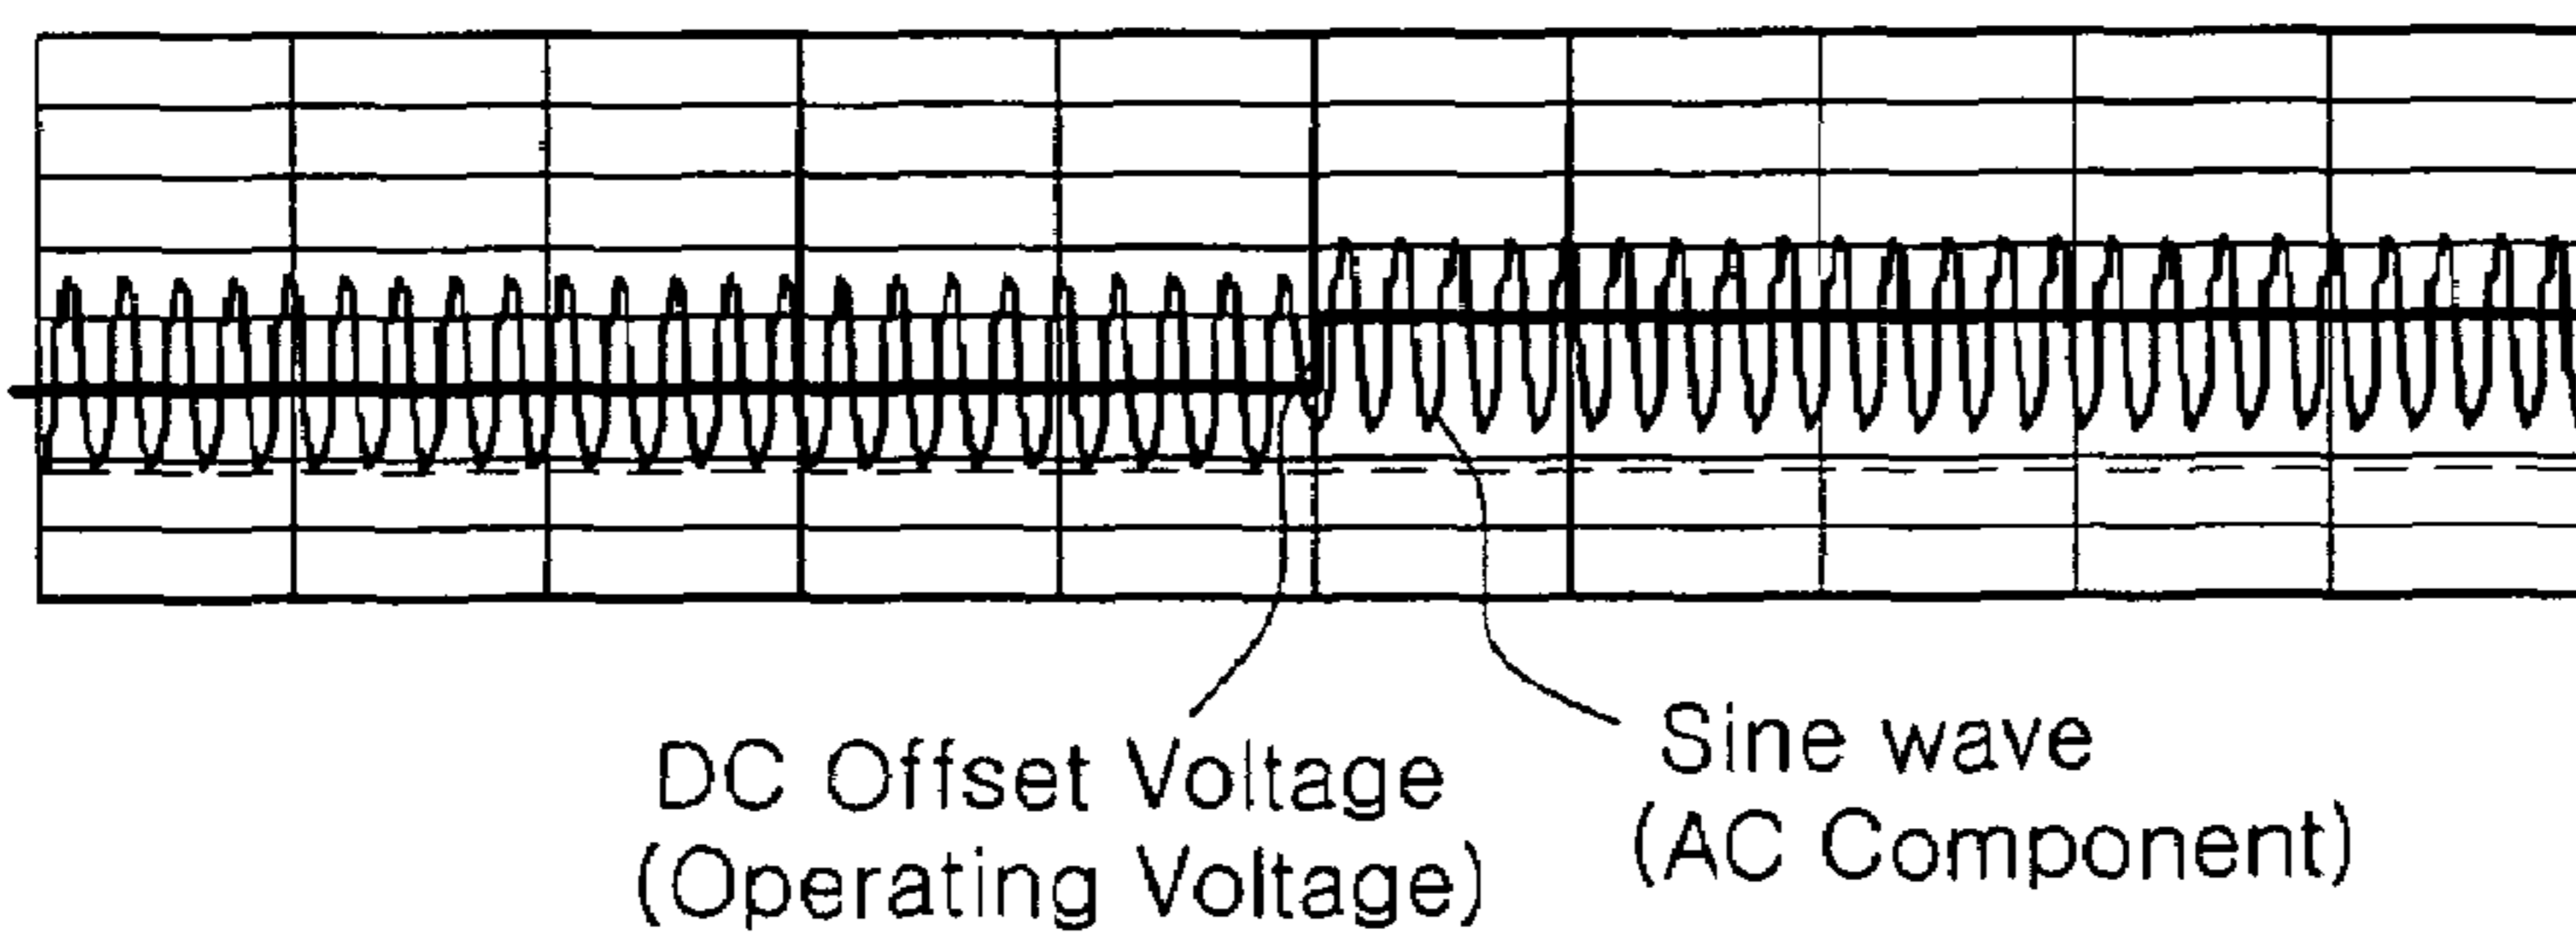 DC Offset Voltage
(Operating Voltage)
Sine wave
(AC Component)